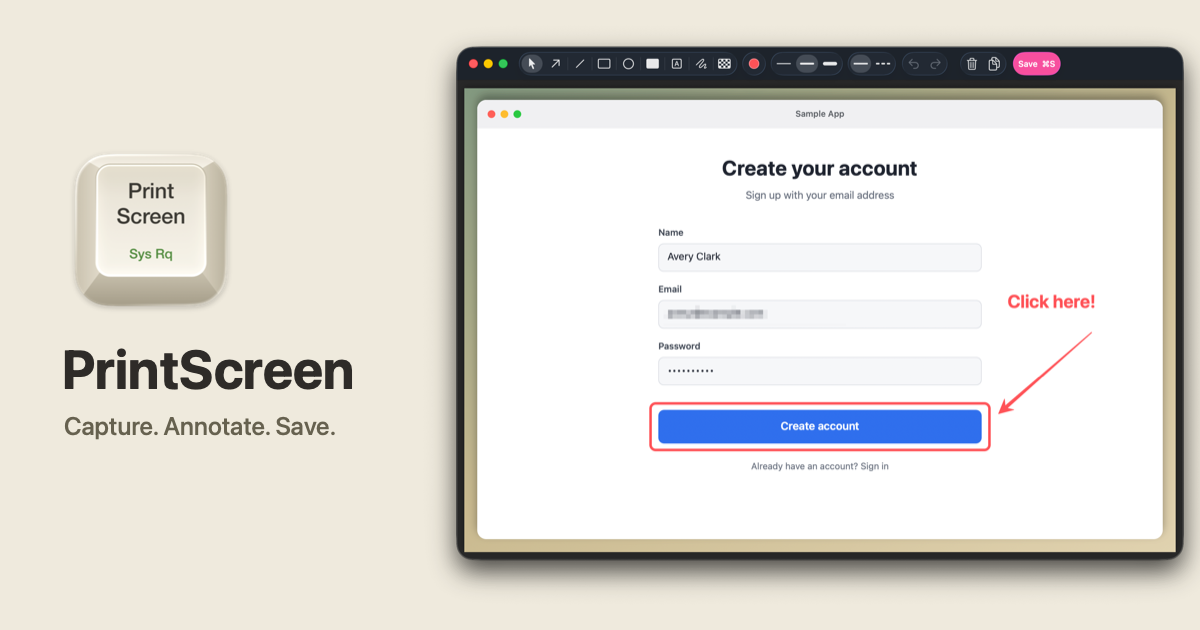 Print
Screen
Sys Rq
PrintScreen
Capture. Annotate. Save.
Save ⌘S
Sample App
Create your account
Sign up with your email address
Name
Avery Clark
Email
Password
••••••••••
Click here!
Create account
Already have an account? Sign in